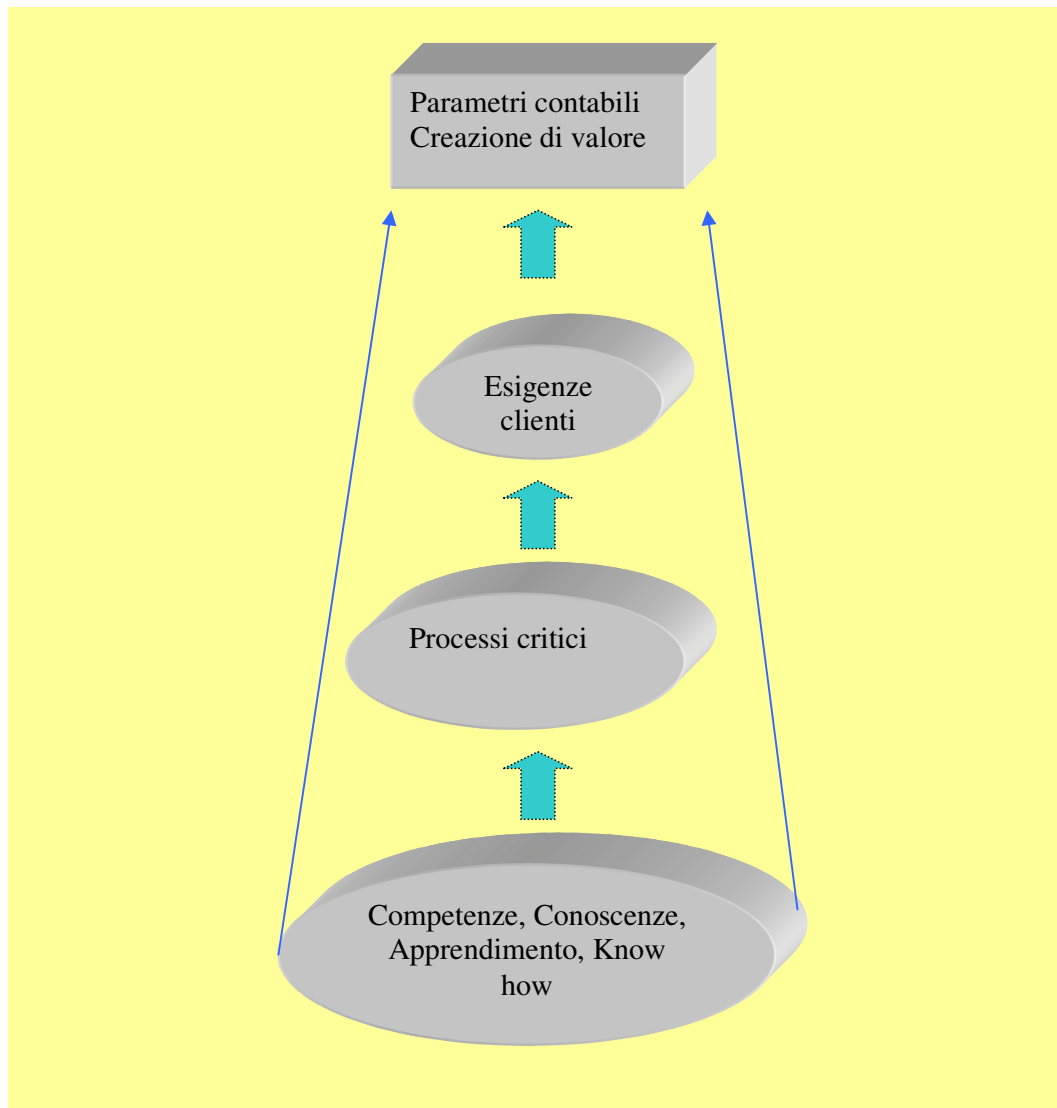 Parametri contabili
Creazione di valore
Esigenze
clienti
Processi critici
Competenze, Conoscenze,
Apprendimento, Know
how